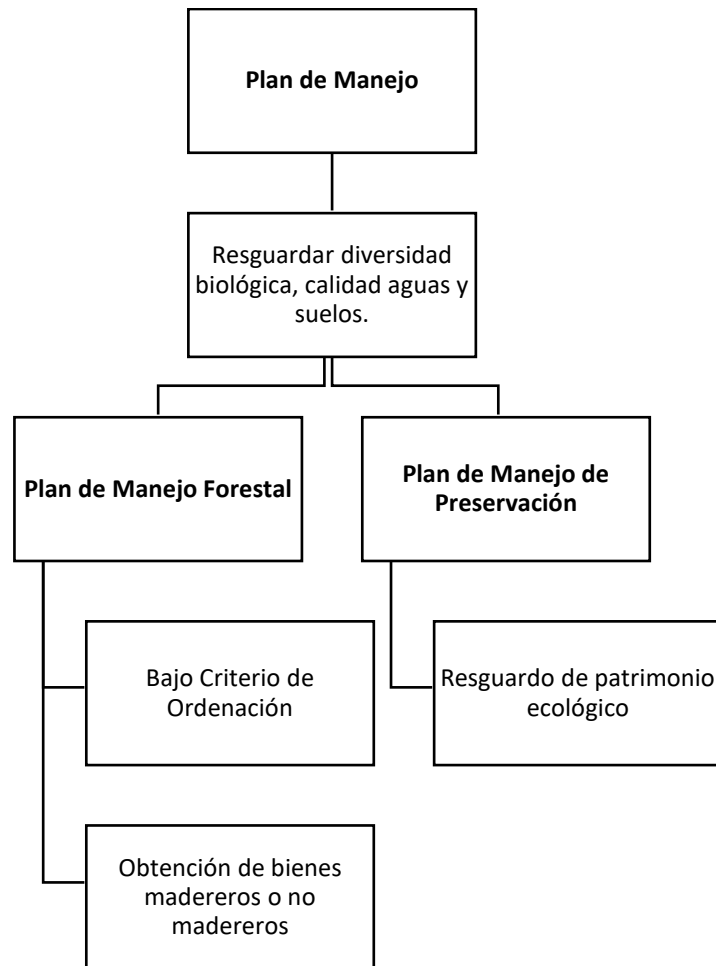 Plan de Manejo
Resguardar diversidad
biológica, calidad aguas y
suelos.
Plan de Manejo Forestal
Plan de Manejo de
Preservación
Bajo Criterio de
Ordenación
Resguardo de patrimonio
ecológico
Obtención de bienes
madereros o no
madereros